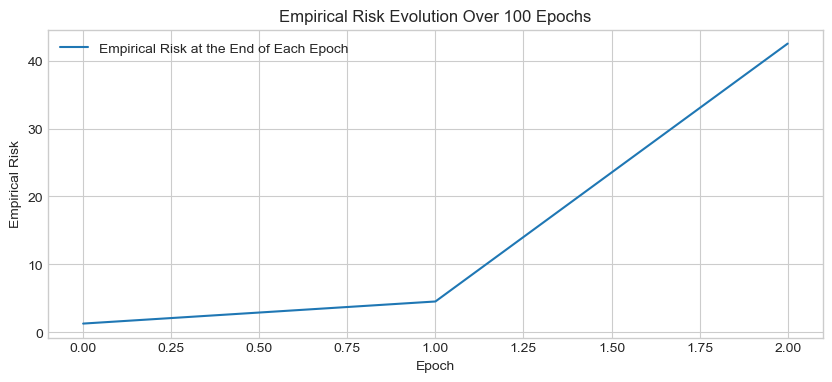 Empirical Risk Evolution Over 100 Epochs
Empirical Risk at the End of Each Epoch
Empirical Risk
40
30
20
10
0
0.00 0.25 0.50 0.75 1.00 1.25 1.50 1.75 2.00
Epoch